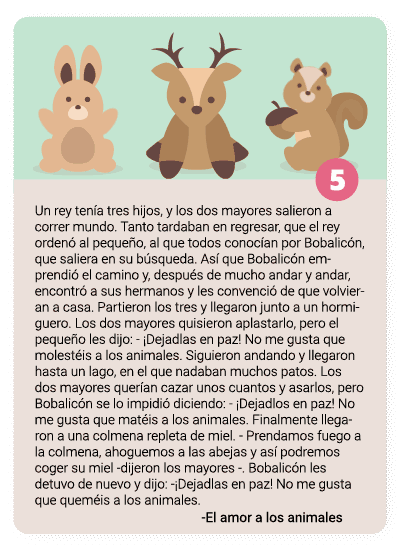 5
Un rey tenía tres hijos, y los dos mayores salieron a
correr mundo. Tanto tardaban en regresar, que el rey
ordenó al pequeño, al que todos conocían por Bobalicón,
que saliera en su búsqueda. Así que Bobalicón em-
prendió el camino y, después de mucho andar y andar,
encontró a sus hermanos y les convenció de que volvier-
an a casa. Partieron los tres y llegaron junto a un hormi-
guero. Los dos mayores quisieron aplastarlo, pero el
pequeño les dijo: - ¡Dejadlas en paz! No me gusta que
molestéis a los animales. Siguieron andando y llegaron
hasta un lago, en el que nadaban muchos patos. Los
dos mayores querían cazar unos cuantos y asarlos, pero
Bobalicón se lo impidió diciendo: - ¡Dejadlos en paz! No
me gusta que matéis a los animales. Finalmente llega-
ron a una colmena repleta de miel. - Prendamos fuego a
la colmena, ahoguemos a las abejas y así podremos
coger su miel -dijeron los mayores -. Bobalicón les
detuvo de nuevo y dijo: -¡Dejadlas en paz! No me gusta
que queméis a los animales.
-El amor a los animales